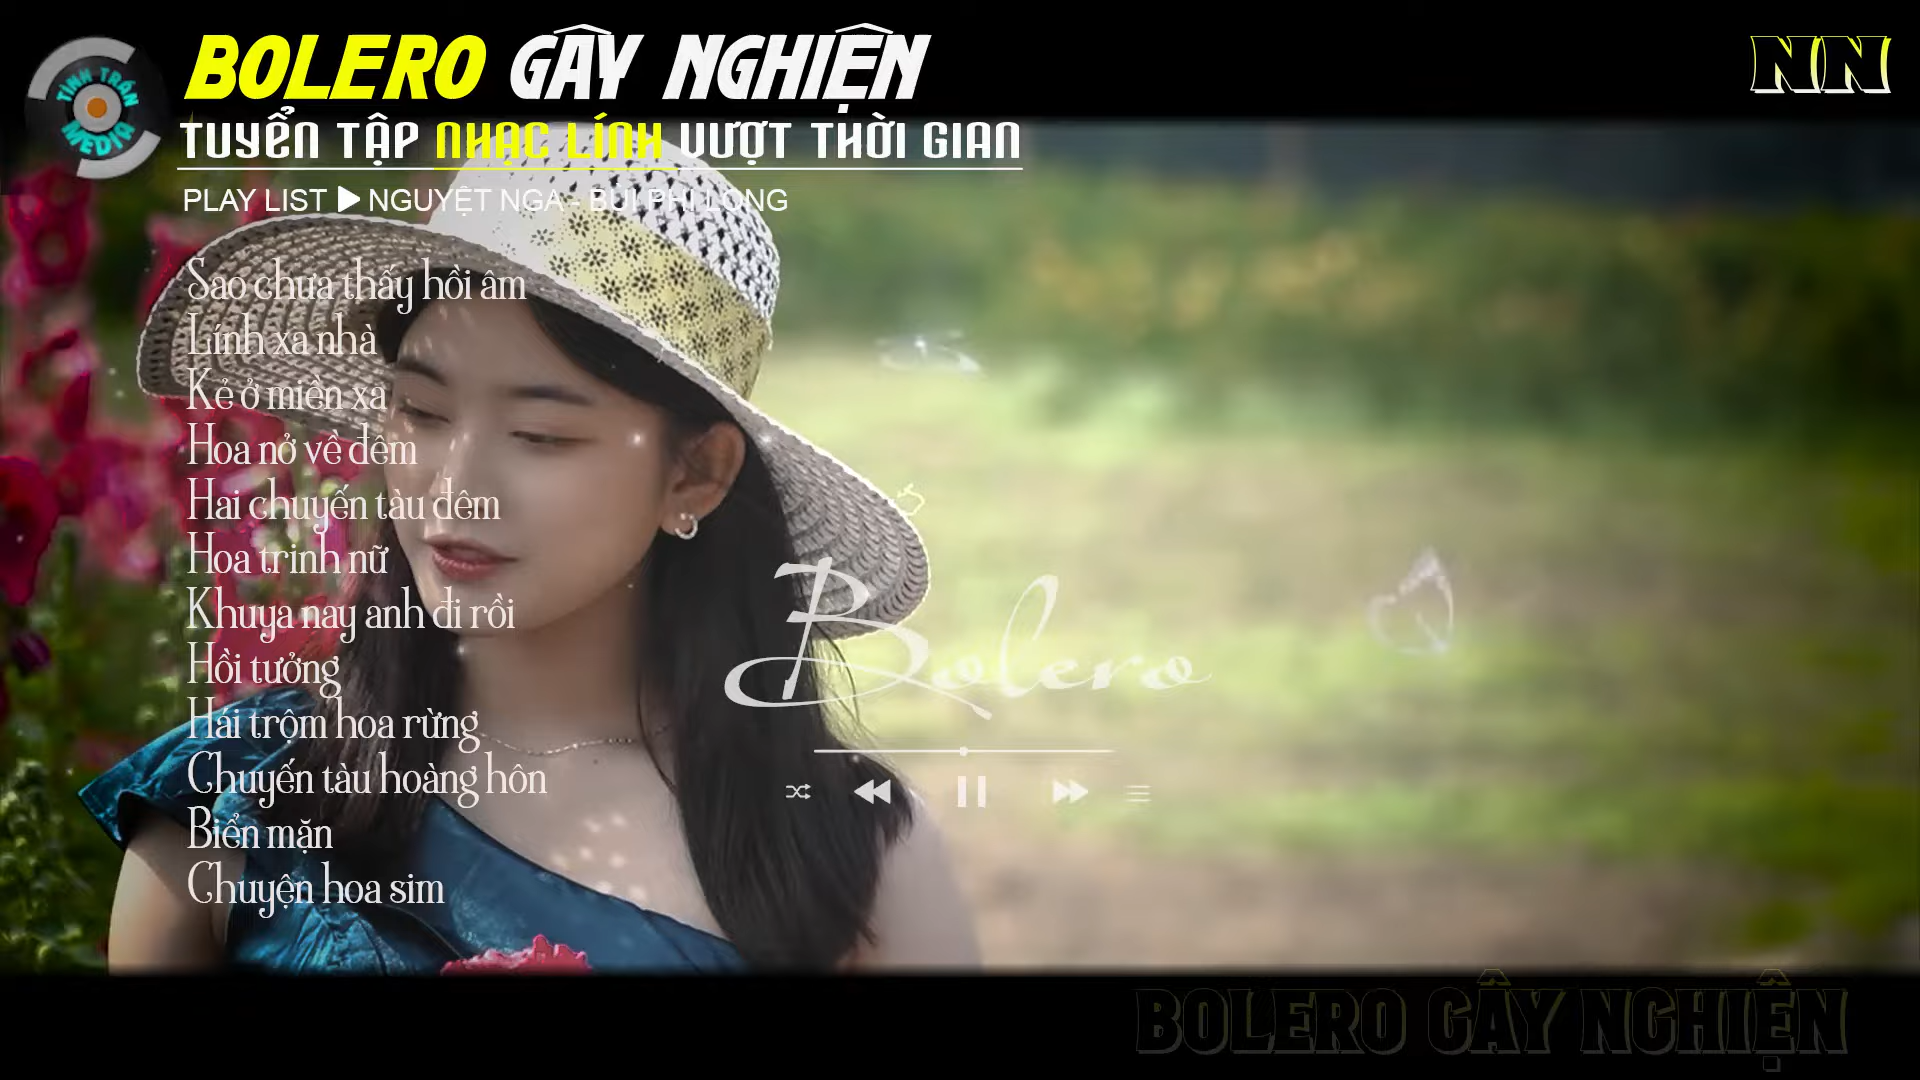 TÌNH TRẦN
MEDIA
BOLERO GÂY NGHIỆN
NN
TUYỂN TẬP NHẠC LÍNH VƯỢT THỜI GIAN
PLAY LIST ▶ NGUYỆT NGA - BÙI PHI LONG
Sao chưa thấy hồi âm
Lính xa nhà
Kẻ ở miền xa
Hoa nở về đêm
Hai chuyến tàu đêm
Hoa trinh nữ
Khuya nay anh đi rồi
Hồi tưởng
Hái trộm hoa rừng
Chuyến tàu hoàng hôn
Biển mặn
Chuyện hoa sim
Bolero
BOLERO GÂY NGHIỆN